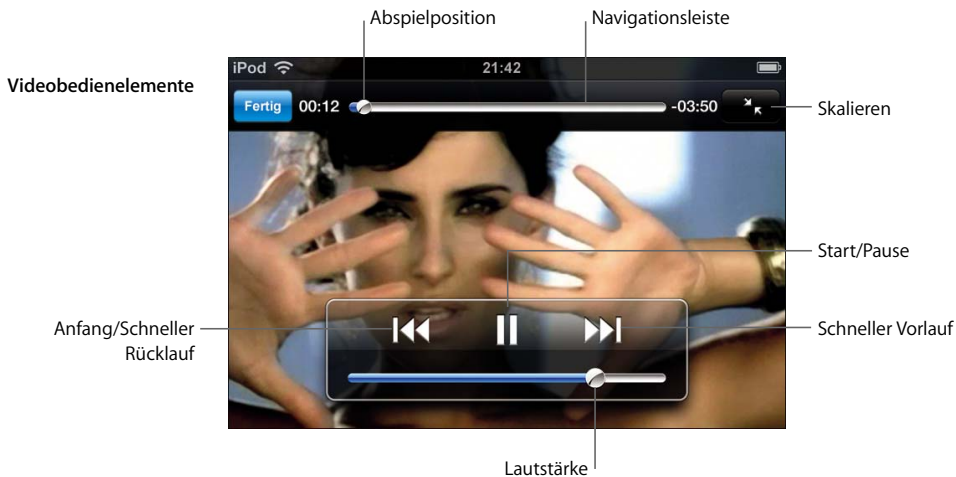 Abspielposition
Navigationsleiste
Videobedienelemente
iPod
21:42
Fertig
00:12
-03:50
Skalieren
Start/Pause
Anfang/Schneller
Rücklauf
Schneller Vorlauf
Lautstärke